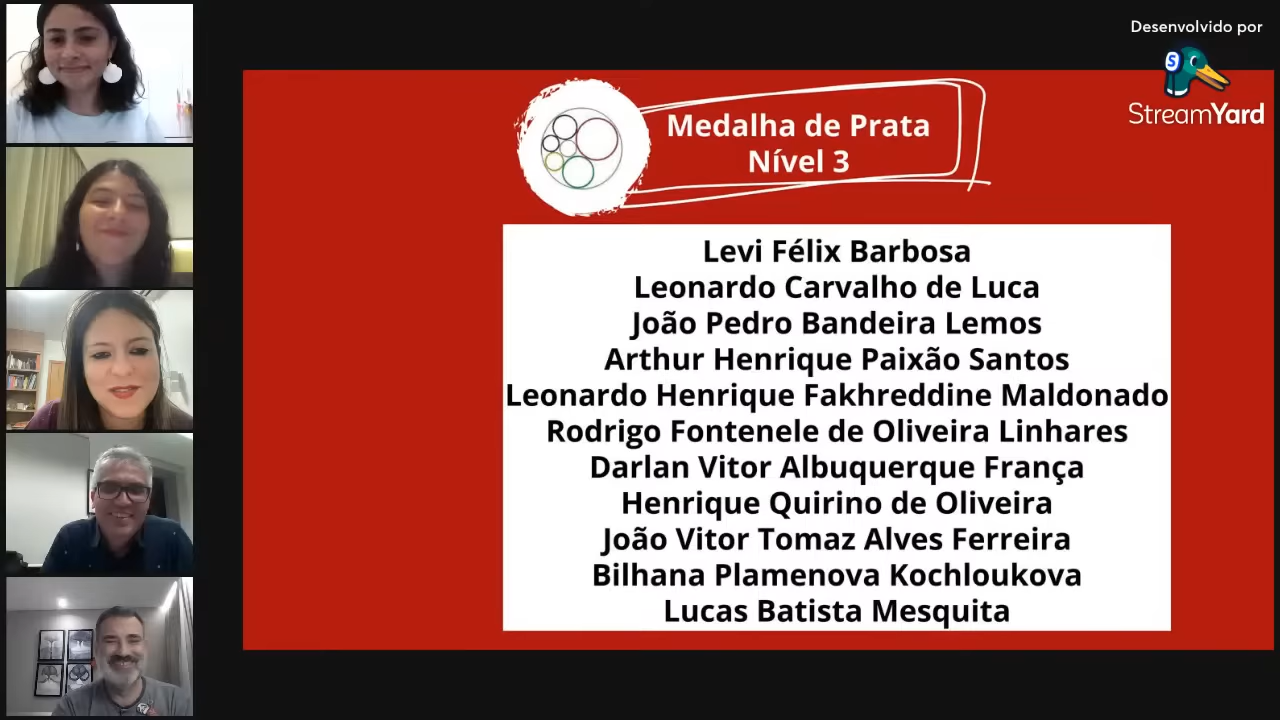 Desenvolvido por
StreamYard
Medalha de Prata
Nível 3
Levi Félix Barbosa
Leonardo Carvalho de Luca
João Pedro Bandeira Lemos
Arthur Henrique Paixão Santos
Leonardo Henrique Fakhreddine Maldonado
Rodrigo Fontenele de Oliveira Linhares
Darlan Vitor Albuquerque França
Henrique Quirino de Oliveira
João Vitor Tomaz Alves Ferreira
Bilhana Plamenova Kochloukova
Lucas Batista Mesquita